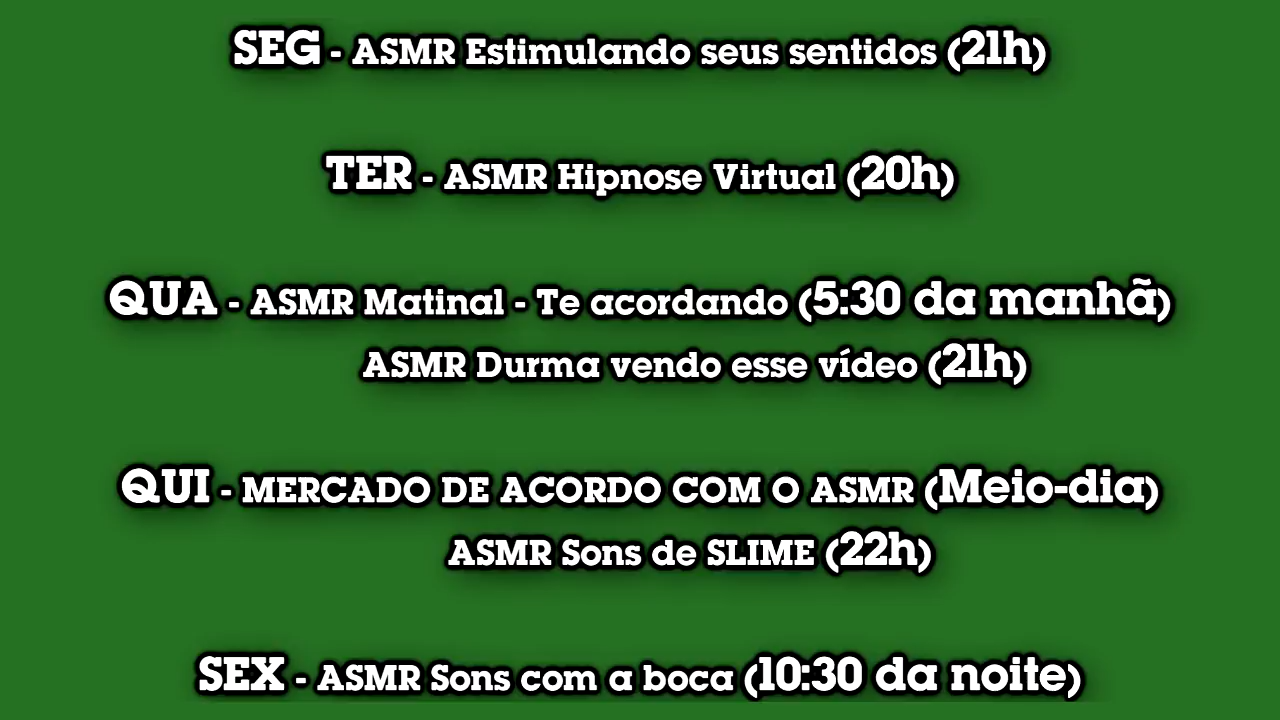 SEG - ASMR Estimulando seus sentidos (21h)
TER - ASMR Hipnose Virtual (20h)
QUA - ASMR Matinal - Te acordando (5:30 da manhã)
ASMR Durma vendo esse vídeo (21h)
QUI - MERCADO DE ACORDO COM O ASMR (Meio-dia)
ASMR Sons de SLIME (22h)
SEX - ASMR Sons com a boca (10:30 da noite)